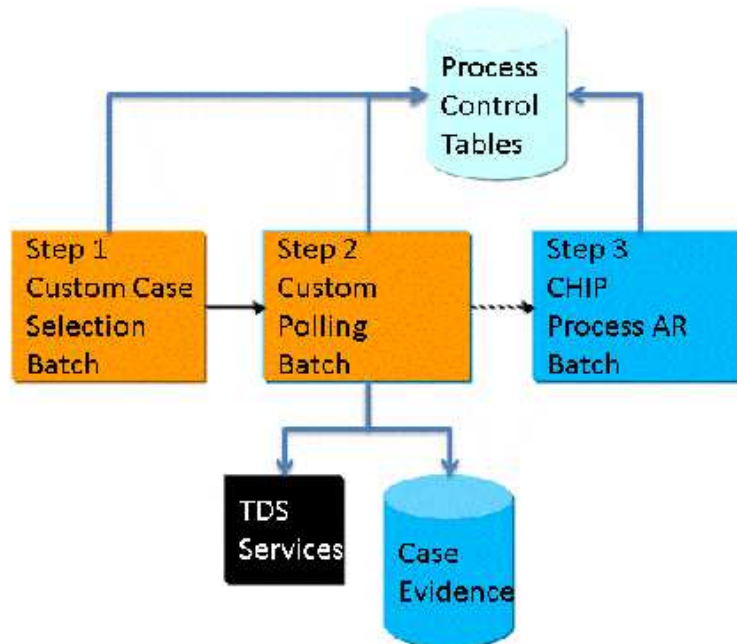 Process
Control
Tables
Step 1
Custom Case
Selection
Batch
Step 2
Custom
Polling
Batch
Step 3
CHIP
Process AR
Batch
TDS
Services
Case
Evidence